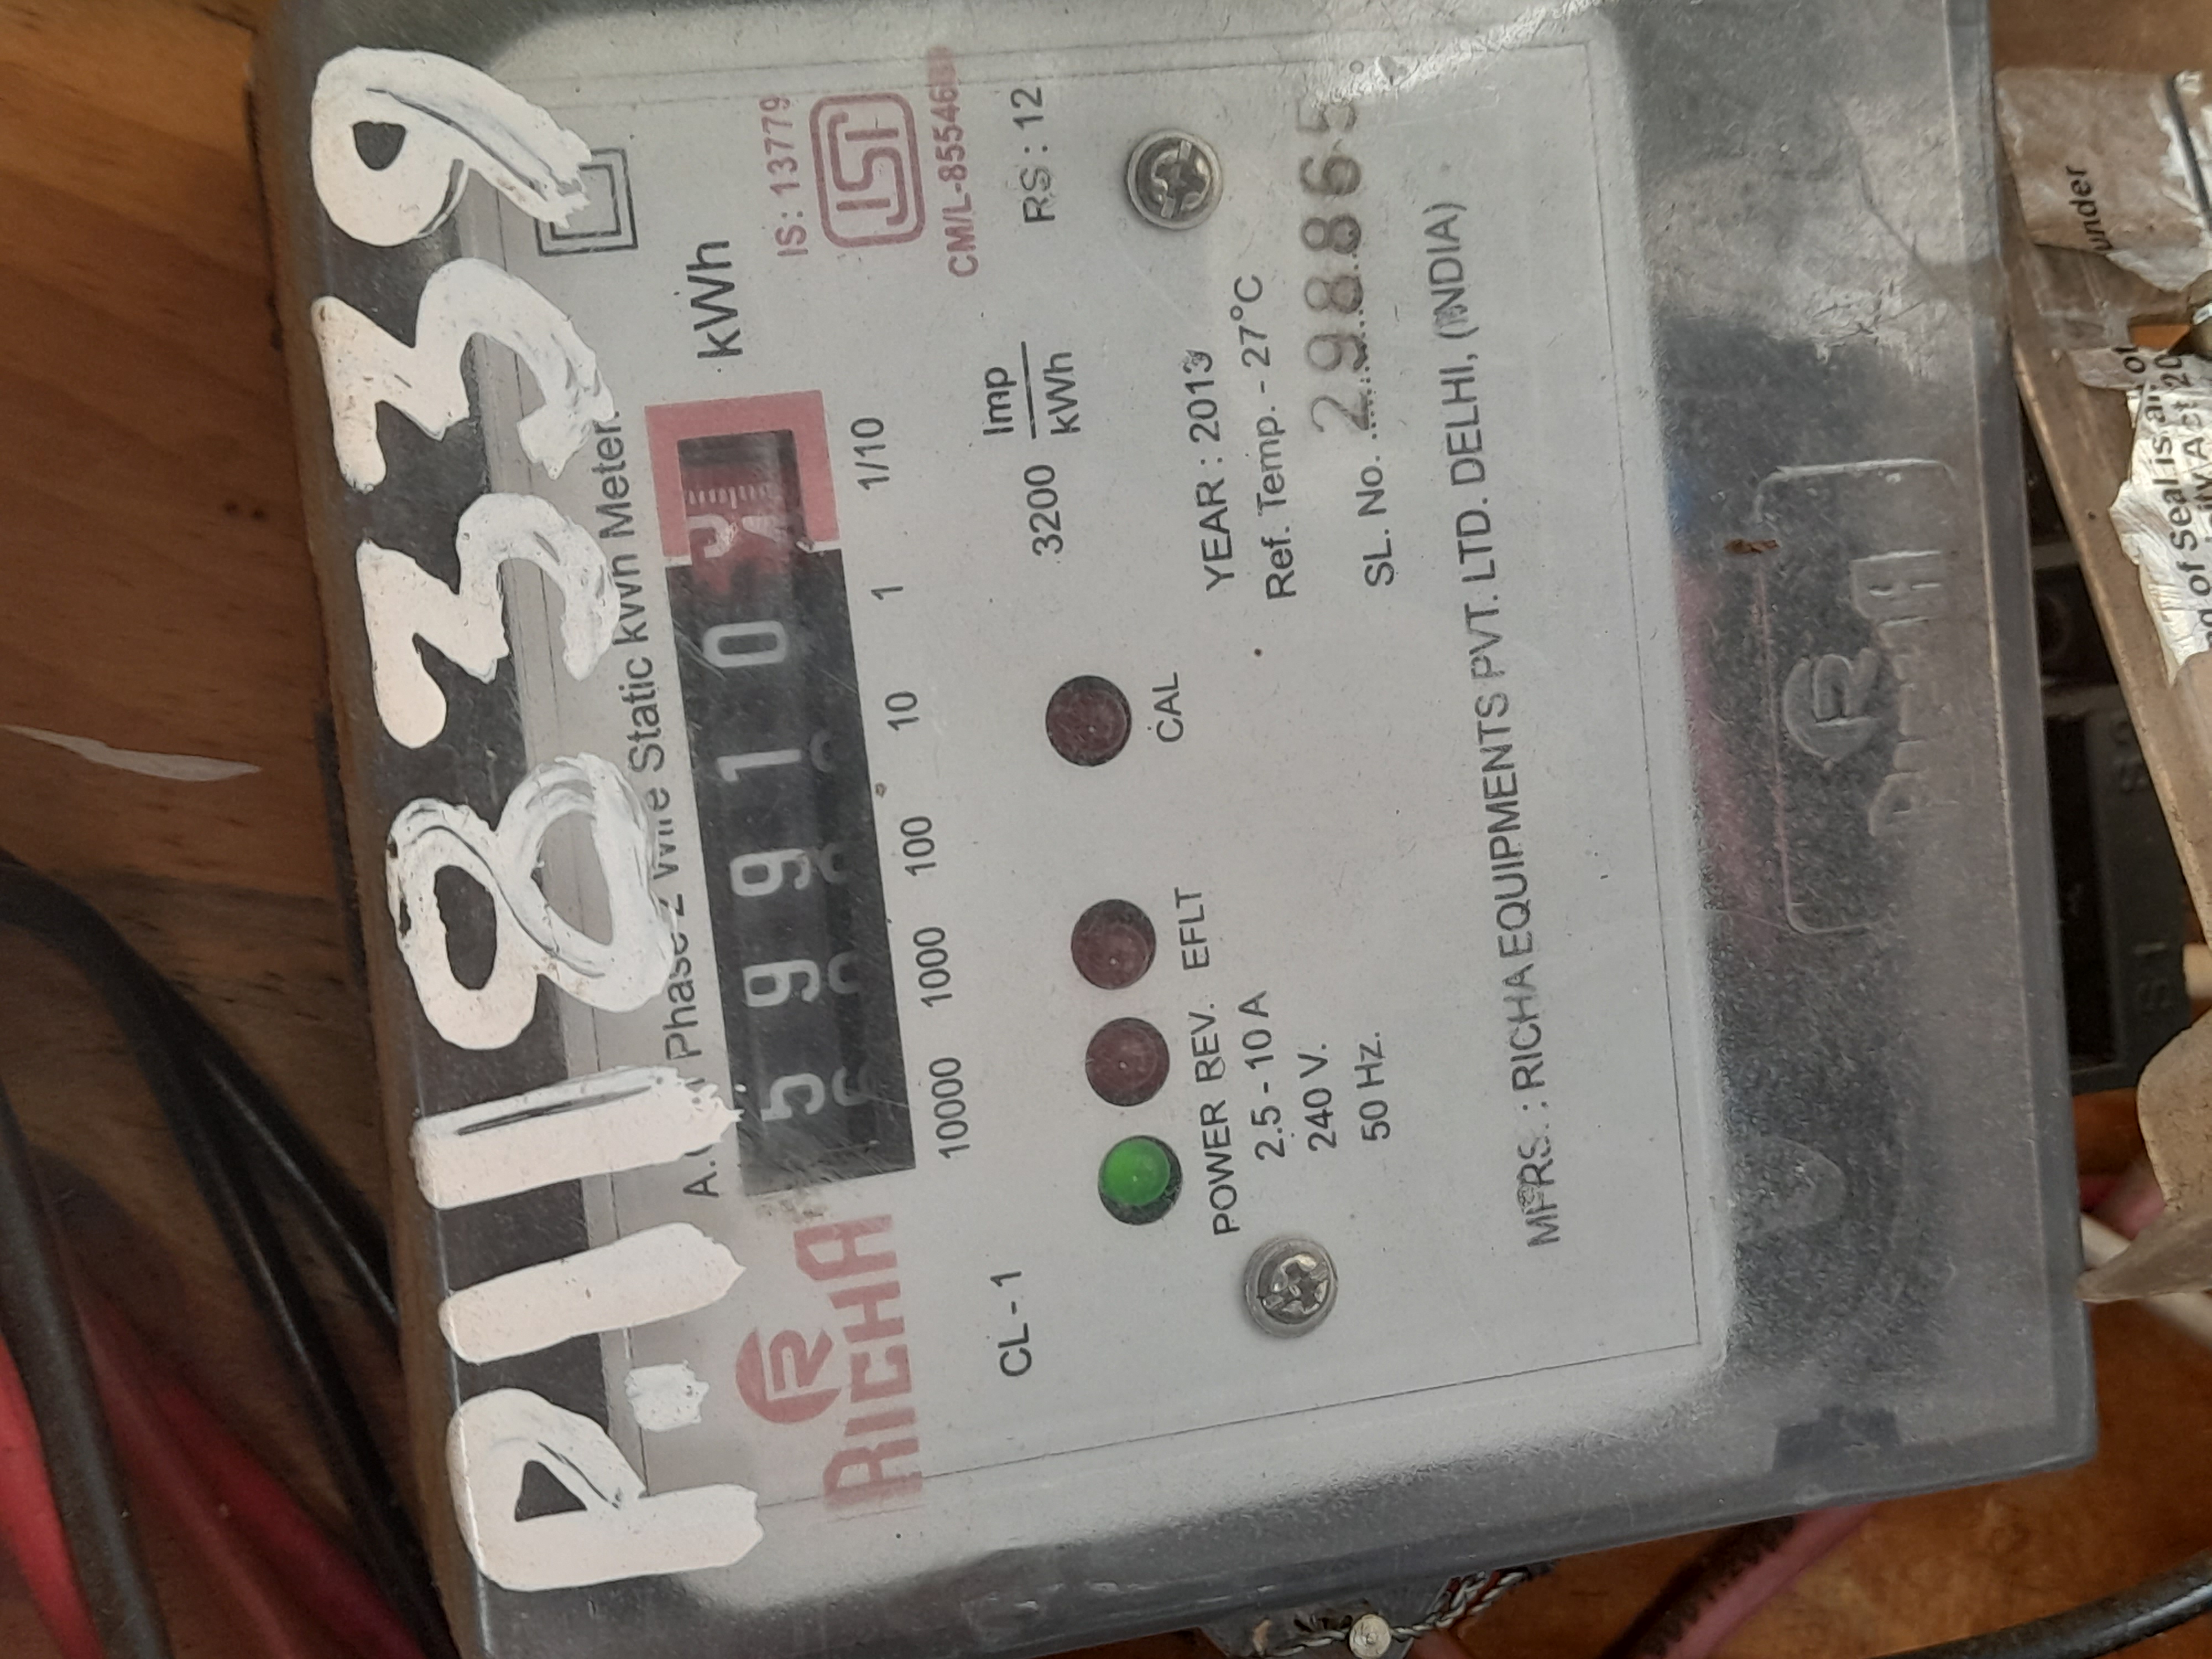 P.118339
A.C. Phase 2 Wire Static kWh Meter.
RICHA
59910
kWh
10000 1000 100 10 1 1/10
IS : 13779
ISI
CM/L-85546
CL - 1
3200 Imp
kWh
RS : 12
POWER REV. EFLT
CAL
2.5 - 10 A
240 V.
50 Hz.
YEAR : 2013
Ref. Temp. - 27°C
SL. No. 298865
MFRS. : RICHA EQUIPMENTS PVT. LTD. DELHI, (INDIA)
R
RICHA
under
of seal is an
of